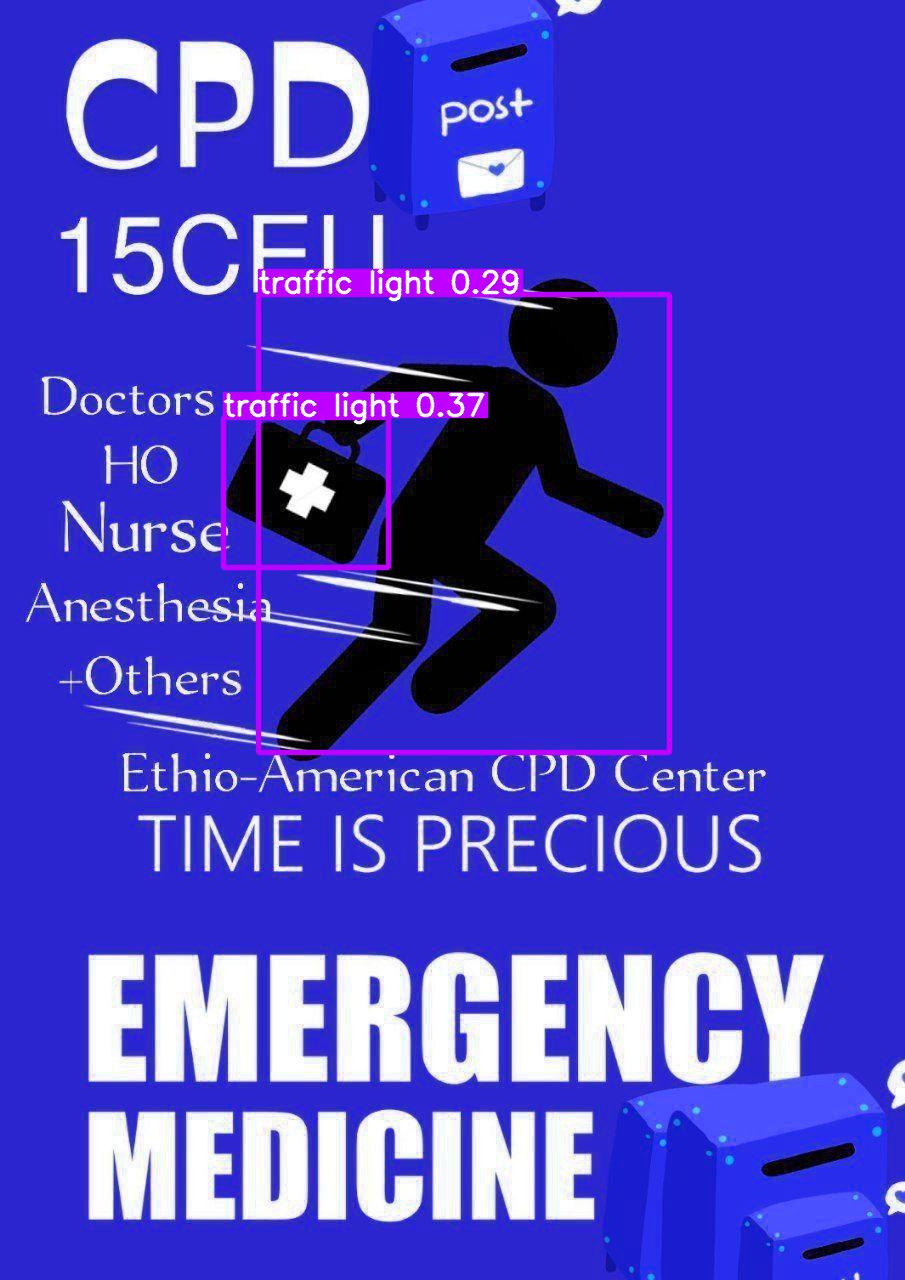 CPD
post
15CEU
traffic light 0.29
Doctors
traffic light 0.37
HO
Nurse
Anesthesia
+Others
Ethio-American CPD Center
TIME IS PRECIOUS
EMERGENCY
MEDICINE